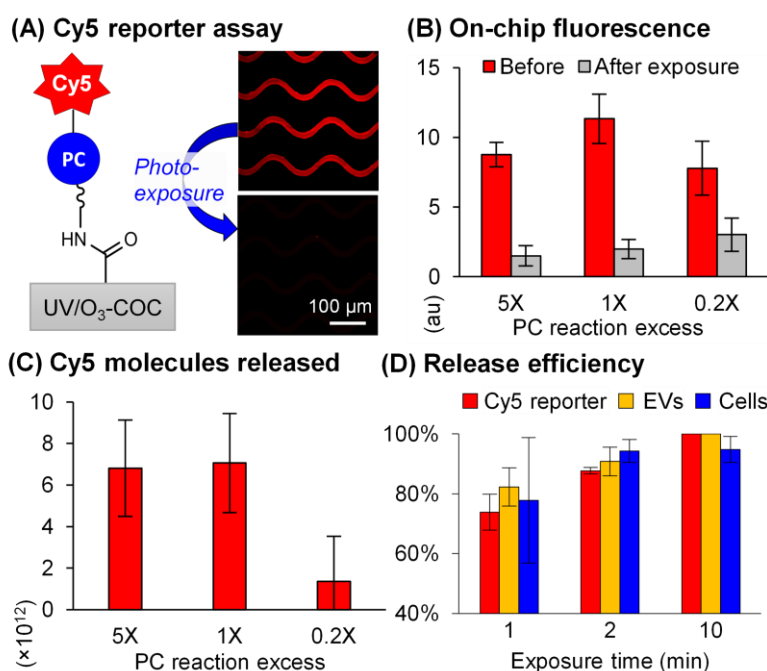 (A) Cy5 reporter assay
Cy5
PC
Photo-
exposure
HN
O
UV/O₃-COC
100 µm
(B) On-chip fluorescence
Before
After exposure
15
10
5
0
(au)
5X
1X
0.2X
PC reaction excess
(C) Cy5 molecules released
10
8
6
4
2
0
(×10¹²)
5X
1X
0.2X
PC reaction excess
(D) Release efficiency
Cy5 reporter
EVs
Cells
100%
80%
60%
40%
1
2
10
Exposure time (min)